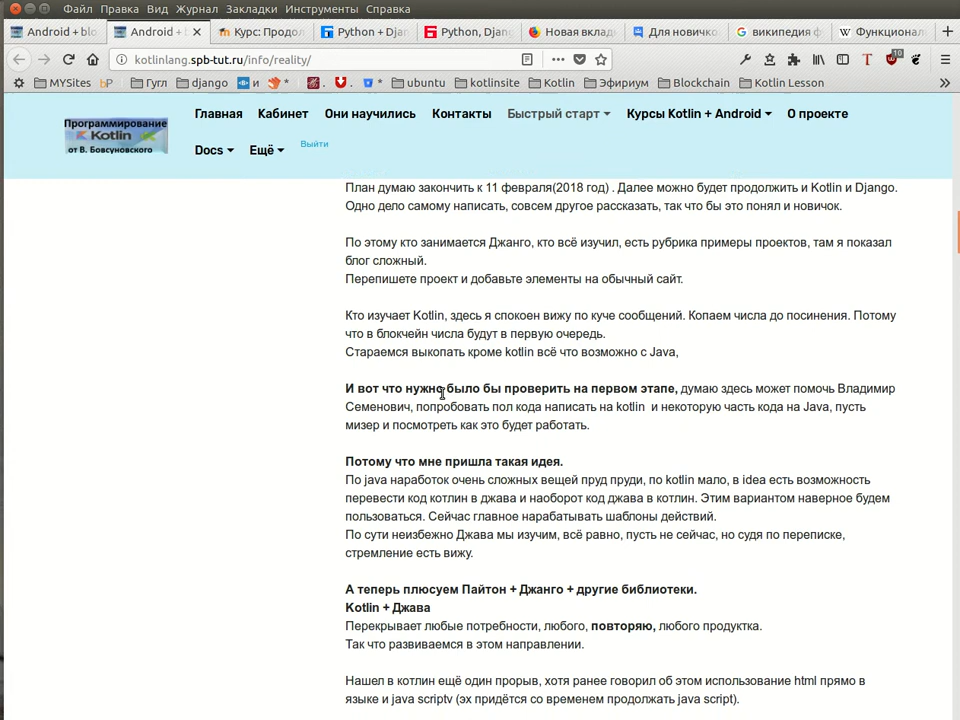 Файл Правка Вид Журнал Закладки Инструменты Справка
Android + blo
Android + b
Курс: Продол
Python + Djan
Python, Djang
Новая вкладк
Для новичко
википедия ф
Функционал
kotlinlang.spb-tut.ru/info/reality/
10
MYSites
bP
Гугл
django
и
ubuntu
kotlinsite
Kotlin
Эфириум
Blockchain
Kotlin Lesson
Программирование
Kotlin
от В. Бовсуновского
Главная Кабинет Они научились Контакты Быстрый старт Курсы Kotlin + Android О проекте
Docs Ещё Выйти
План думаю закончить к 11 февраля(2018 год) . Далее можно будет продолжить и Kotlin и Django.
Одно дело самому написать, совсем другое рассказать, так что бы это понял и новичок.
По этому кто занимается Джанго, кто всё изучил, есть рубрика примеры проектов, там я показал
блог сложный.
Перепишете проект и добавьте элементы на обычный сайт.
Кто изучает Kotlin, здесь я спокоен вижу по куче сообщений. Копаем числа до посинения. Потому
что в блокчейн числа будут в первую очередь.
Стараемся выкопать кроме kotlin всё что возможно с Java,
И вот что нужно было бы проверить на первом этапе, думаю здесь может помочь Владимир
Семенович, попробовать пол кода написать на kotlin и некоторую часть кода на Java, пусть
мизер и посмотреть как это будет работать.
Потому что мне пришла такая идея.
По java наработок очень сложных вещей пруд пруди, по kotlin мало, в idea есть возможность
перевести код котлин в джава и наоборот код джава в котлин. Этим вариантом наверное будем
пользоваться. Сейчас главное нарабатывать шаблоны действий.
По сути неизбежно Джава мы изучим, всё равно, пусть не сейчас, но судя по переписке,
стремление есть вижу.
А теперь плюсуем Пайтон + Джанго + другие библиотеки.
Kotlin + Джава
Перекрывает любые потребности, любого, повторяю, любого продуктка.
Так что развиваемся в этом направлении.
Нашел в котлин ещё один прорыв, хотя ранее говорил об этом использование html прямо в
языке и java scriptv (эх придётся со временем продолжать java script).